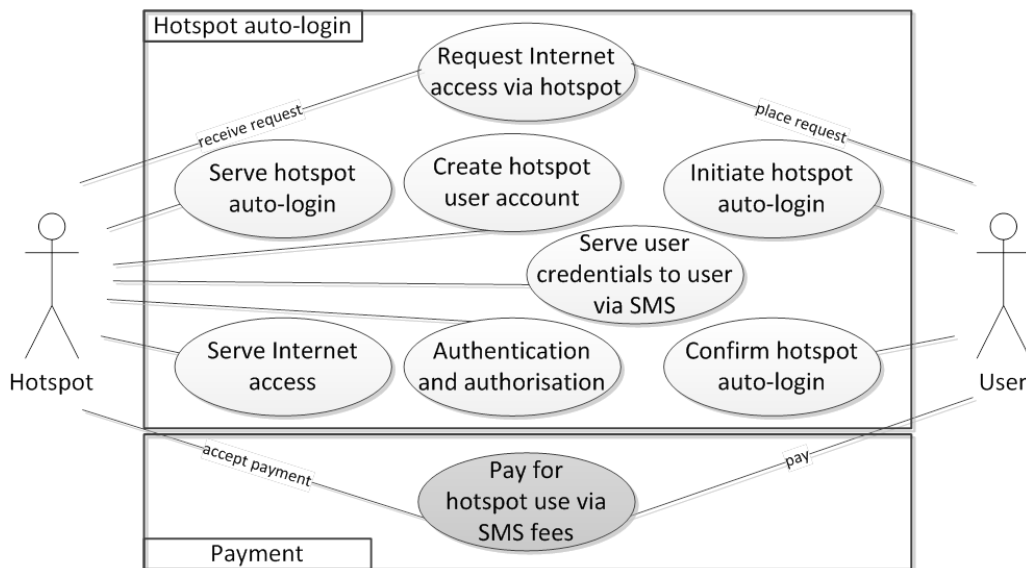 Hotspot auto-login
Request Internet
access via hotspot
receive request
place request
Serve hotspot
auto-login
Create hotspot
user account
Initiate hotspot
auto-login
Serve user
credentials to user
via SMS
Serve Internet
access
Authentication
and authorisation
Confirm hotspot
auto-login
Hotspot
User
accept payment
pay
Pay for
hotspot use via
SMS fees
Payment